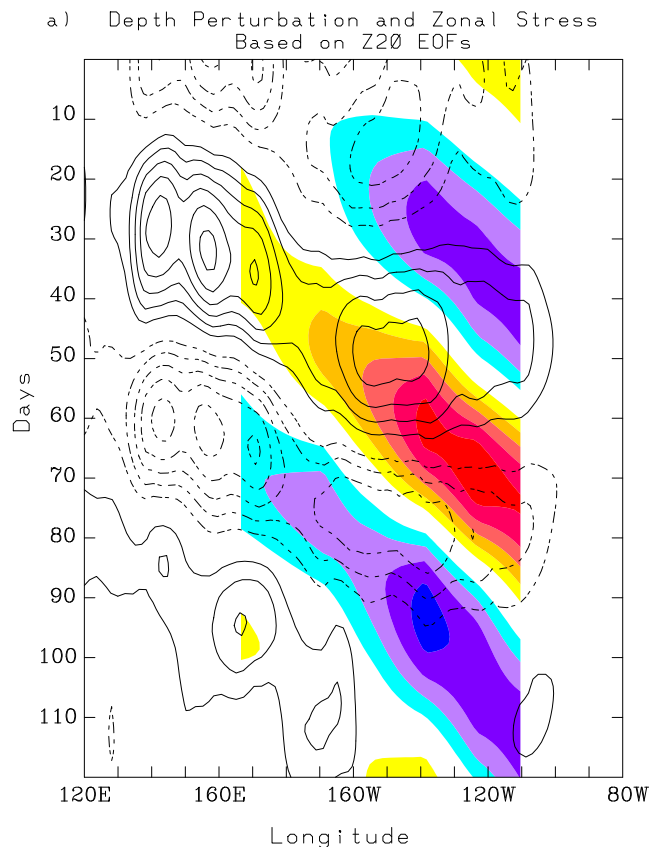 a) Depth Perturbation and Zonal Stress
Based on Z20 EOFs
10
20
30
40
50
60
70
80
90
100
110
Days
120E 160E 160W 120W 80W
Longitude